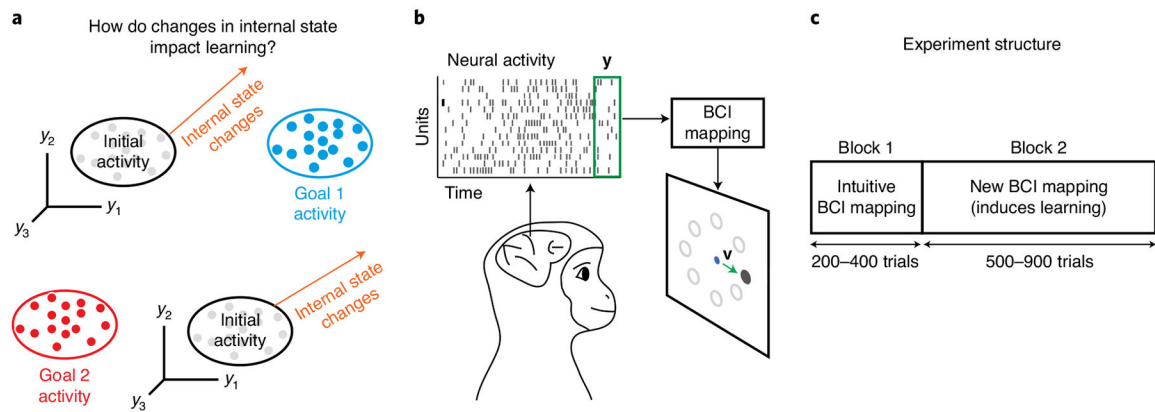 a
How do changes in internal state
impact learning?
Internal state
changes
Initial
activity
y2
y1
y3
Goal 1
activity
Internal state
changes
Initial
activity
y2
y1
y3
Goal 2
activity
b
Neural activity
y
Units
Time
BCI
mapping
v
c
Experiment structure
Block 1
Block 2
Intuitive
BCI mapping
New BCI mapping
(induces learning)
200–400 trials
500–900 trials